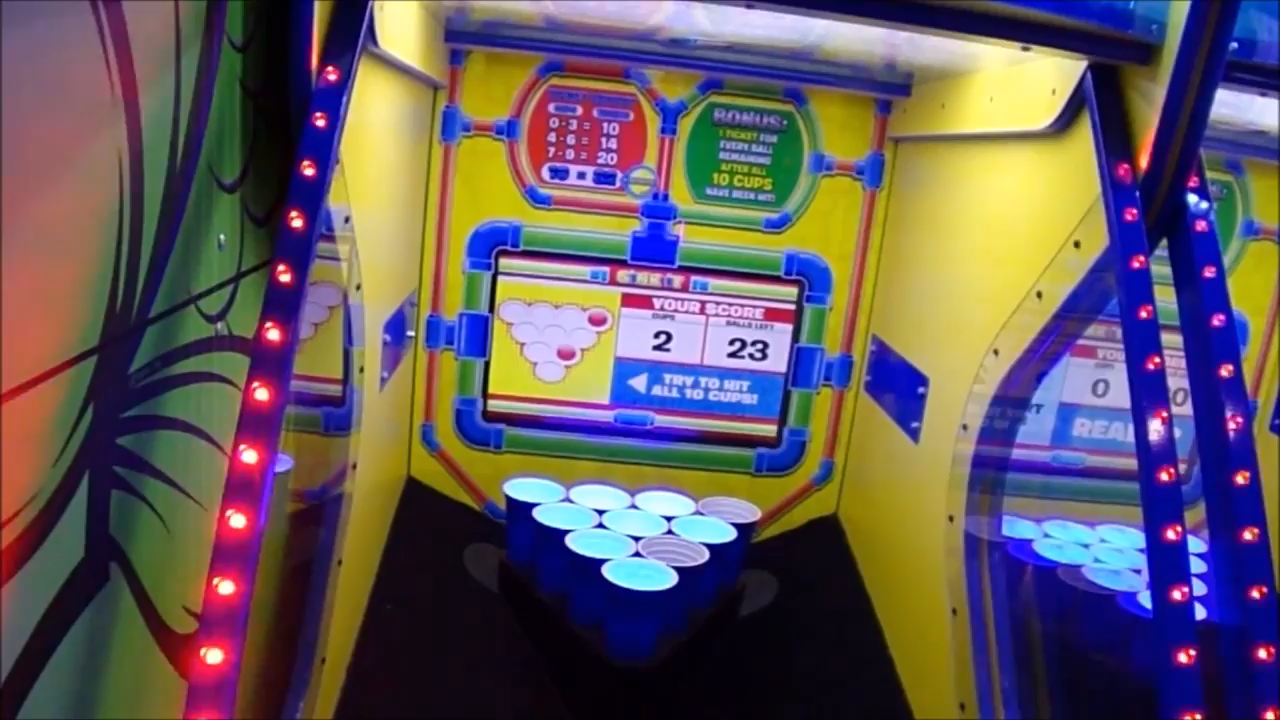 0-3 = 10
4-6 = 14
7-9 = 20
BONUS:
1 TICKET FOR
EVERY BALL
REMAINING
AFTER ALL
10 CUPS
HAVE BEEN HIT!
YOUR SCORE
CUPS
BALLS LEFT
2
23
TRY TO HIT
ALL 10 CUPS!
0